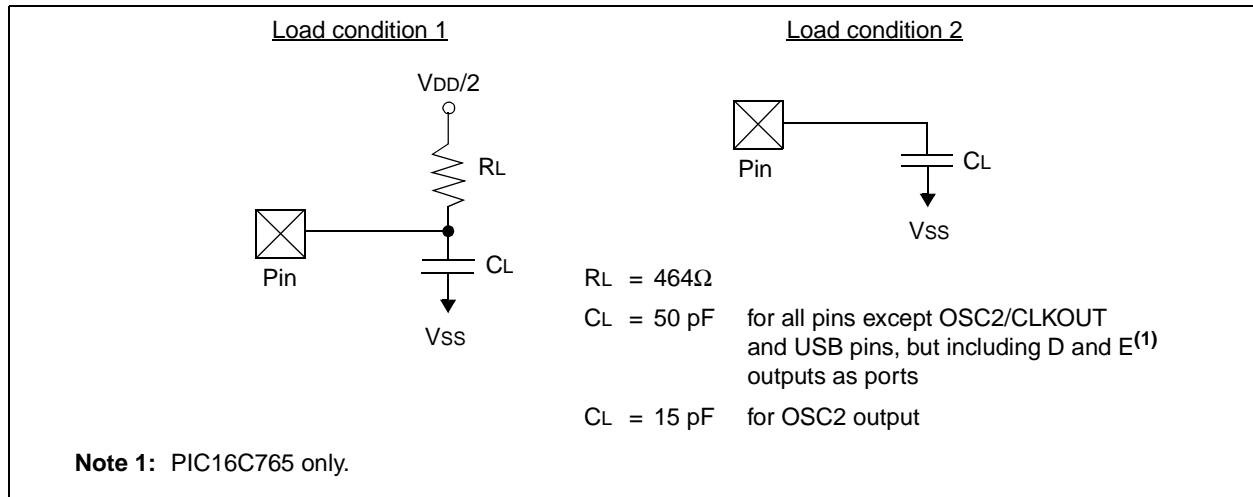 Load condition 1
Load condition 2
VDD/2
RL
Pin
CL
VSS
Pin
CL
VSS
RL = 464Ω
CL = 50 pF for all pins except OSC2/CLKOUT
and USB pins, but including D and E(1)
outputs as ports
CL = 15 pF for OSC2 output
Note 1: PIC16C765 only.